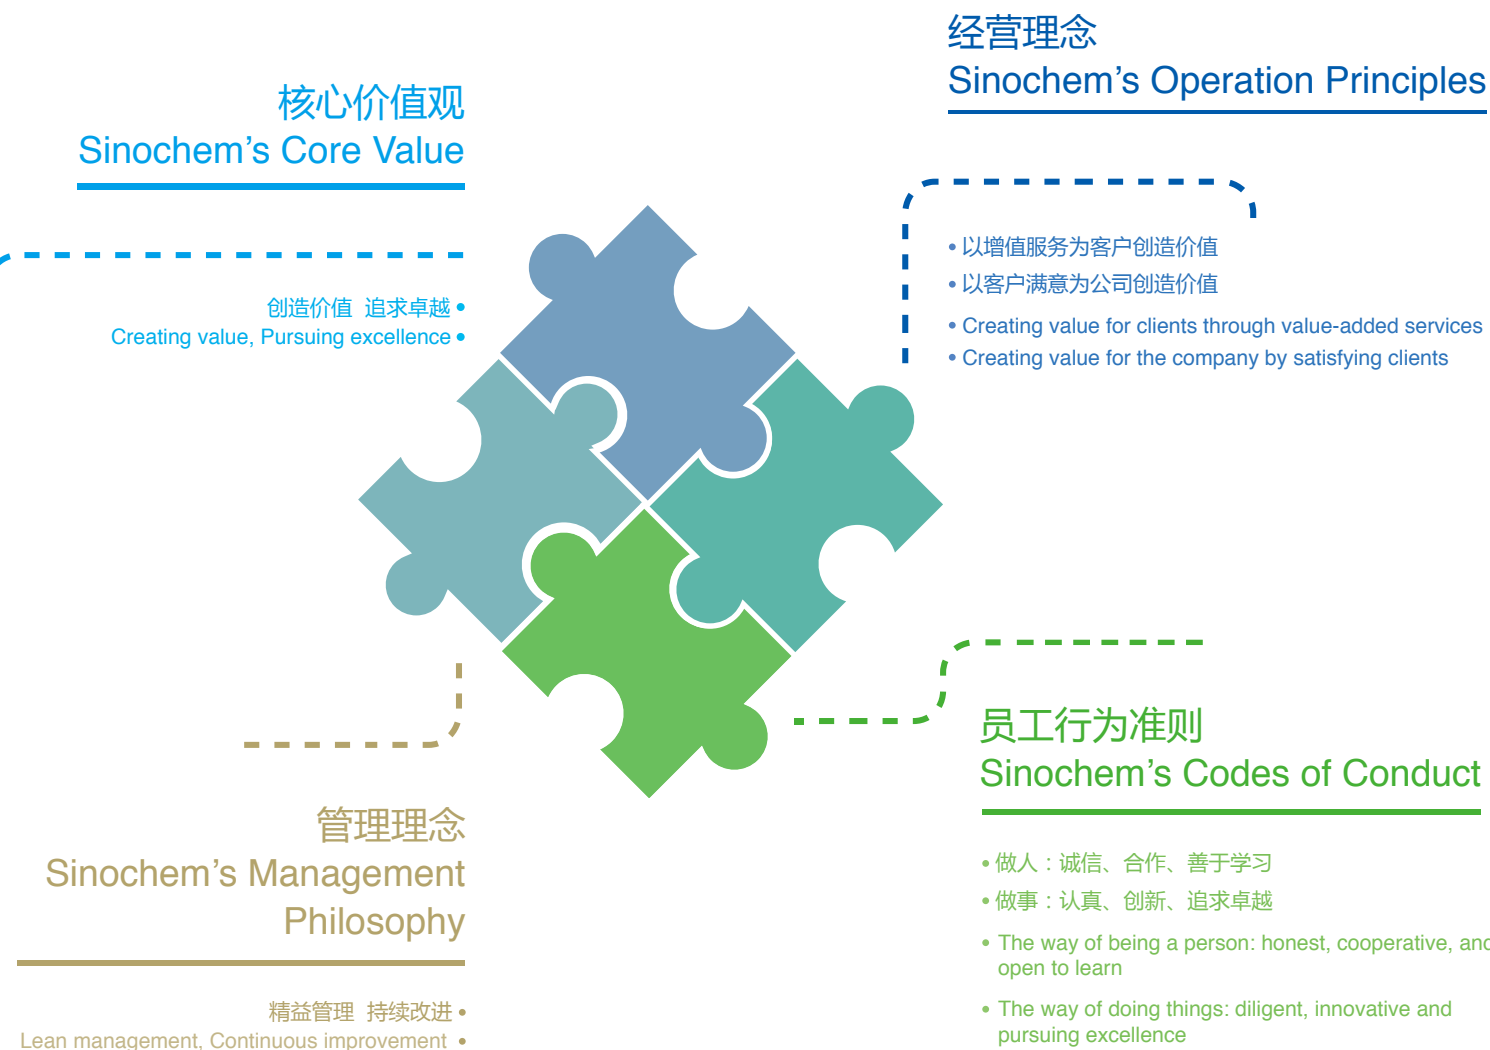 核心价值观
Sinochem's Core Value
创造价值 追求卓越 •
Creating value, Pursuing excellence •
经营理念
Sinochem's Operation Principles
• 以增值服务为客户创造价值
• 以客户满意为公司创造价值
• Creating value for clients through value-added services
• Creating value for the company by satisfying clients
管理理念
Sinochem's Management
Philosophy
精益管理 持续改进 •
Lean management, Continuous improvement •
员工行为准则
Sinochem's Codes of Conduct
• 做人：诚信、合作、善于学习
• 做事：认真、创新、追求卓越
• The way of being a person: honest, cooperative, and
open to learn
• The way of doing things: diligent, innovative and
pursuing excellence